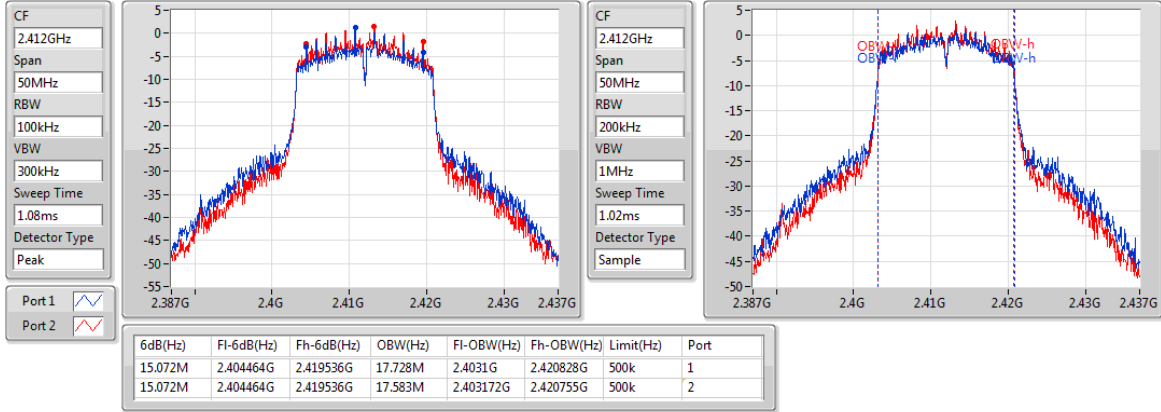 CF
2.412GHz
Span
50MHz
RBW
100kHz
VBW
300kHz
Sweep Time
1.08ms
Detector Type
Peak
Port 1
Port 2
5
0
-5
-10
-15
-20
-25
-30
-35
-40
-45
-50
-55
2.387G 2.4G 2.41G 2.42G 2.43G 2.437G
CF
2.412GHz
Span
50MHz
RBW
200kHz
VBW
1MHz
Sweep Time
1.02ms
Detector Type
Sample
5
0
-5
-10
-15
-20
-25
-30
-35
-40
-45
-50
OBW-h
OBW-h
2.387G 2.4G 2.41G 2.42G 2.43G 2.437G
6dB(Hz) Fl-6dB(Hz) Fh-6dB(Hz) OBW(Hz) Fl-OBW(Hz) Fh-OBW(Hz) Limit(Hz) Port
15.072M 2.404464G 2.419536G 17.728M 2.4031G 2.420828G 500k 1
15.072M 2.404464G 2.419536G 17.583M 2.403172G 2.420755G 500k 2